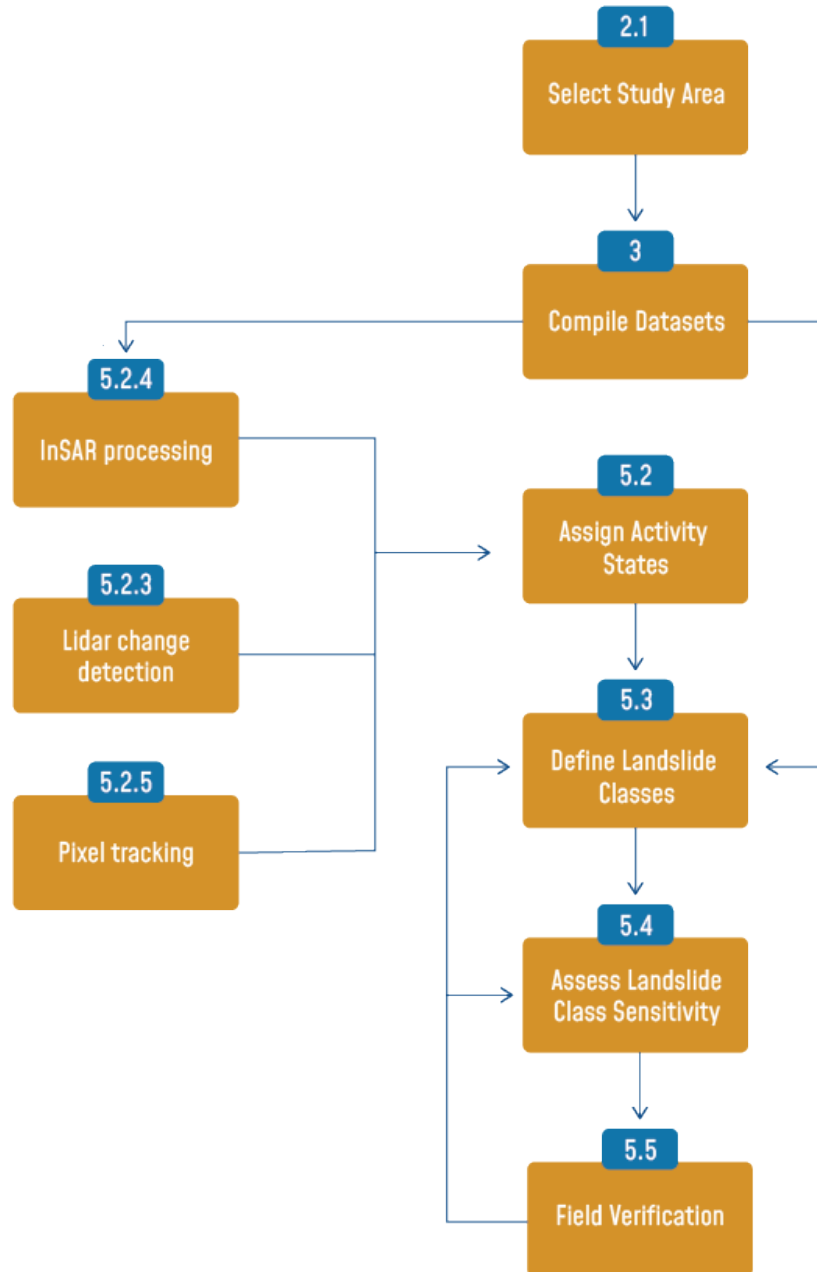 2.1
Select Study Area
3
Compile Datasets
5.2.4
InSAR processing
5.2.3
Lidar change
detection
5.2.5
Pixel tracking
5.2
Assign Activity
States
5.3
Define Landslide
Classes
5.4
Assess Landslide
Class Sensitivity
5.5
Field Verification